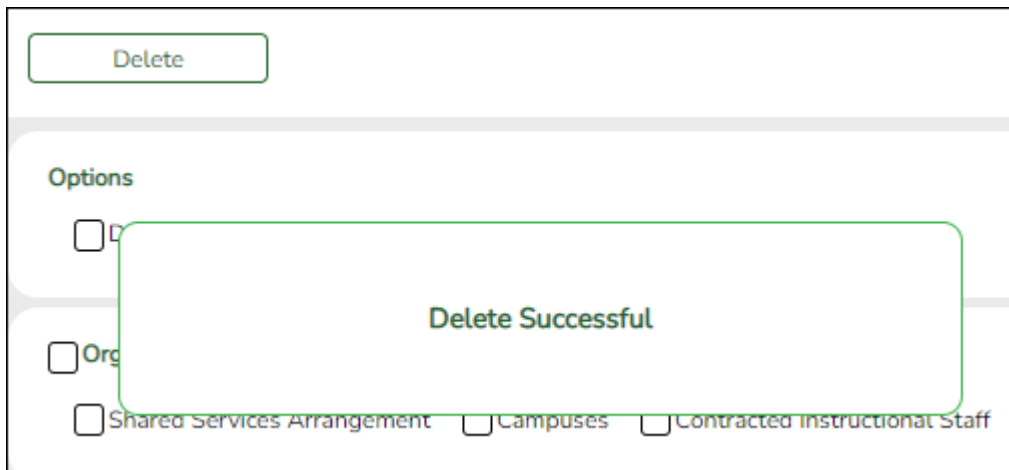 Delete
Options
Delete Successful
Shared Services Arrangement Campuses Contracted Instructional Staff